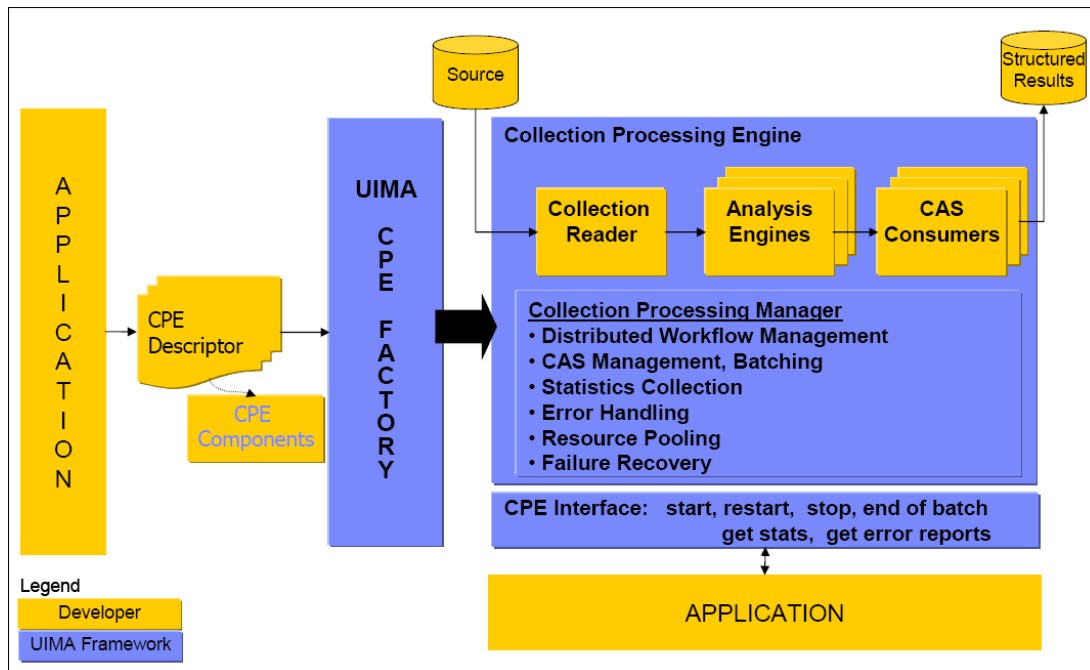 Source
Structured
Results
A
P
P
L
I
C
A
T
I
O
N
CPE
Descriptor
CPE
Components
UIMA
C
P
E
F
A
C
T
O
R
Y
Collection Processing Engine
Collection
Reader
Analysis
Engines
CAS
Consumers
Collection Processing Manager
• Distributed Workflow Management
• CAS Management, Batching
• Statistics Collection
• Error Handling
• Resource Pooling
• Failure Recovery
CPE Interface: start, restart, stop, end of batch
get stats, get error reports
APPLICATION
Legend
Developer
UIMA Framework